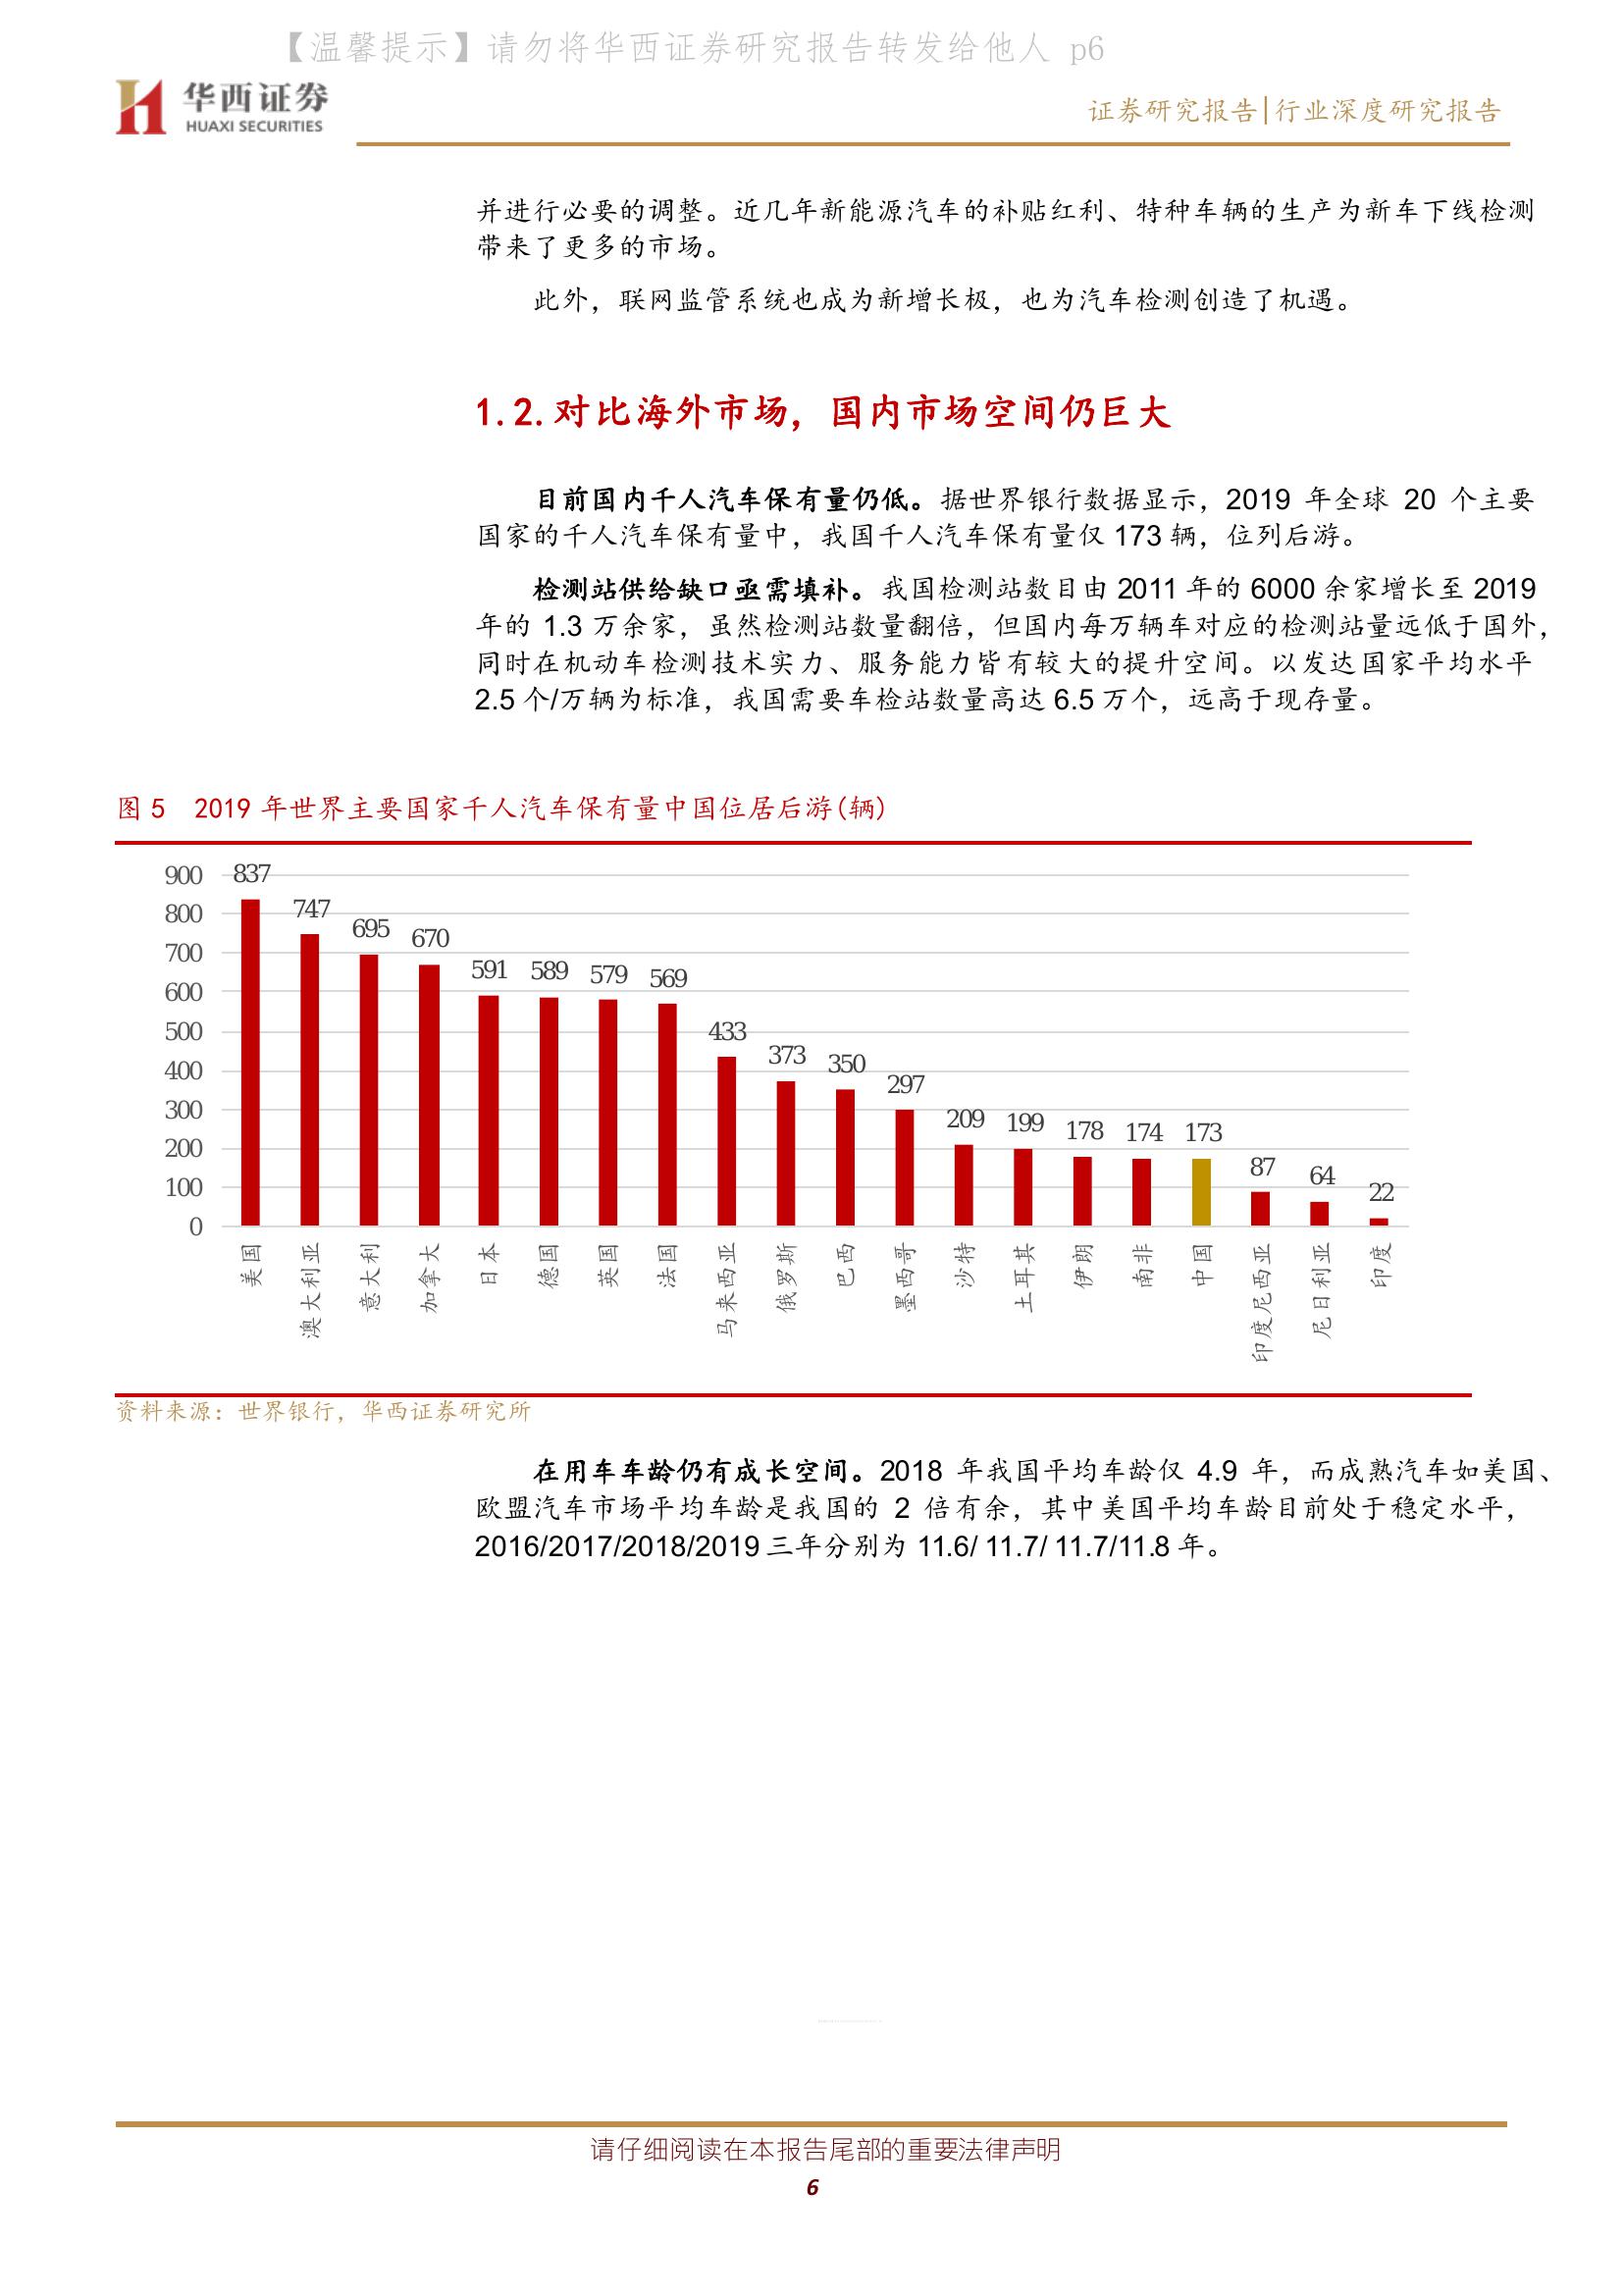 【温馨提示】请勿将华西证券研究报告转发给他人 p6
华西证券
HUAXI SECURITIES
证券研究报告|行业深度研究报告
并进行必要的调整。近几年新能源汽车的补贴红利、特种车辆的生产为新车下线检测
带来了更多的市场。
此外，联网监管系统也成为新增长极，也为汽车检测创造了机遇。
1.2.对比海外市场，国内市场空间仍巨大
目前国内千人汽车保有量仍低。据世界银行数据显示，2019 年全球 20 个主要
国家的千人汽车保有量中，我国千人汽车保有量仅 173 辆，位列后游。
检测站供给缺口亟需填补。我国检测站数目由 2011 年的 6000 余家增长至 2019
年的 1.3 万余家，虽然检测站数量翻倍，但国内每万辆车对应的检测站量远低于国外，
同时在机动车检测技术实力、服务能力皆有较大的提升空间。以发达国家平均水平
2.5 个/万辆为标准，我国需要车检站数量高达 6.5 万个，远高于现存量。
图 5 2019 年世界主要国家千人汽车保有量中国位居后游(辆)
900
800
700
600
500
400
300
200
100
0
837
747
695
670
591
589
579
569
433
373
350
297
209
199
178
174
173
87
64
22
美国
澳大利亚
意大利
加拿大
日本
德国
英国
法国
马来西亚
俄罗斯
巴西
墨西哥
沙特
土耳其
伊朗
南非
中国
印度尼西亚
尼日利亚
印度
资料来源：世界银行，华西证券研究所
在用车车龄仍有成长空间。2018 年我国平均车龄仅 4.9 年，而成熟汽车如美国、
欧盟汽车市场平均车龄是我国的 2 倍有余，其中美国平均车龄目前处于稳定水平，
2016/2017/2018/2019 三年分别为 11.6/ 11.7/ 11.7/11.8 年。
请仔细阅读在本报告尾部的重要法律声明
6